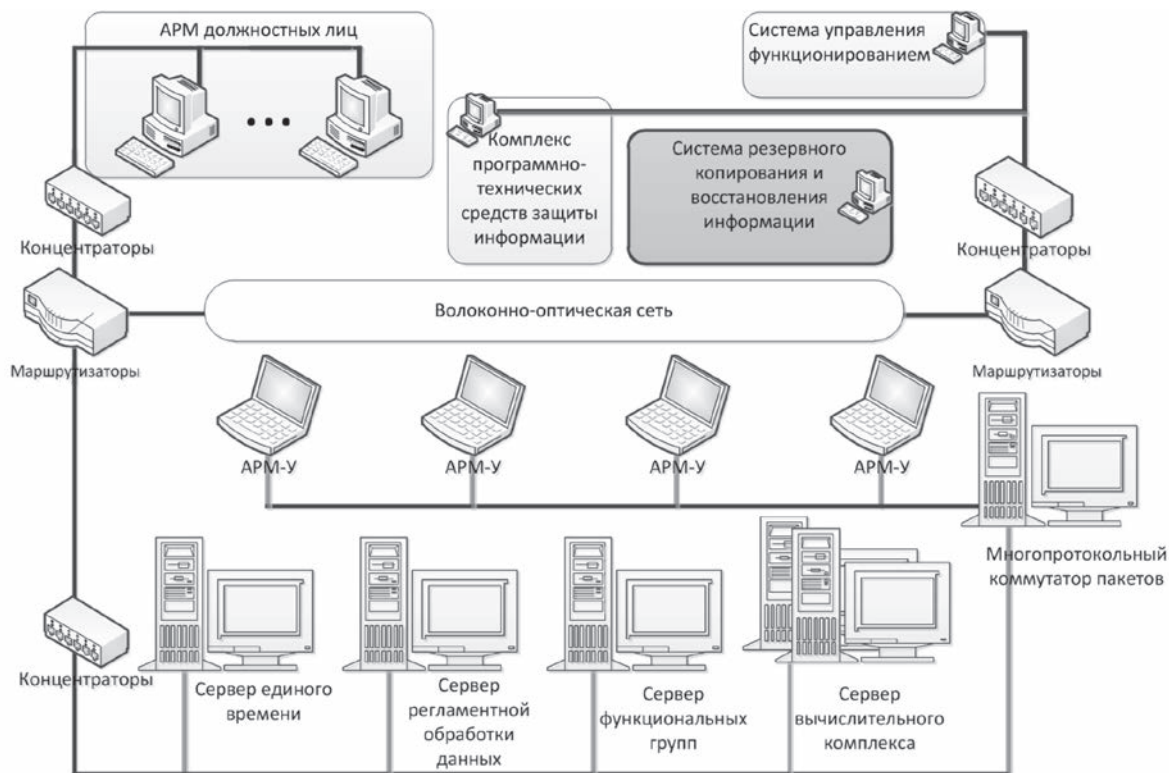 АРМ должностных лиц
Система управления
функционированием
Комплекс
программно-
технических
средств защиты
информации
Система резервного
копирования и
восстановления
информации
Концентраторы
Концентраторы
Волоконно-оптическая сеть
Маршрутизаторы
Маршрутизаторы
АРМ-У
АРМ-У
АРМ-У
АРМ-У
Многопротокольный
коммутатор пакетов
Концентраторы
Сервер единого
времени
Сервер
регламентной
обработки
данных
Сервер
функциональных
групп
Сервер
вычислительного
комплекса